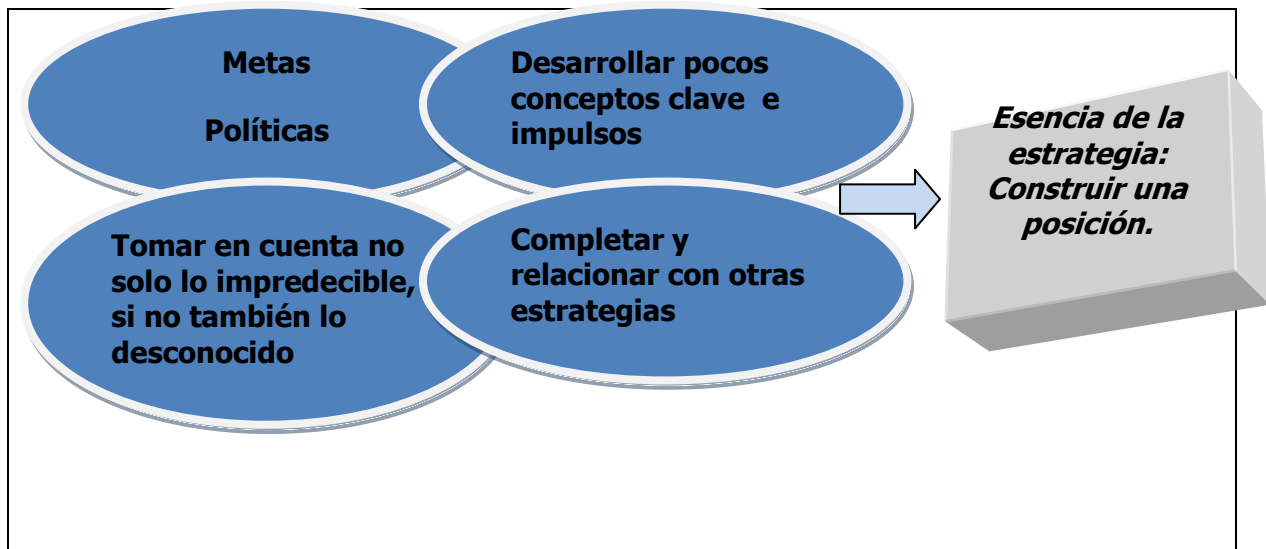 Metas
Políticas
Desarrollar pocos
conceptos clave e
impulsos
Tomar en cuenta no
solo lo impredecible,
si no también lo
desconocido
Completar y
relacionar con otras
estrategias
Esencia de la
estrategia:
Construir una
posición.